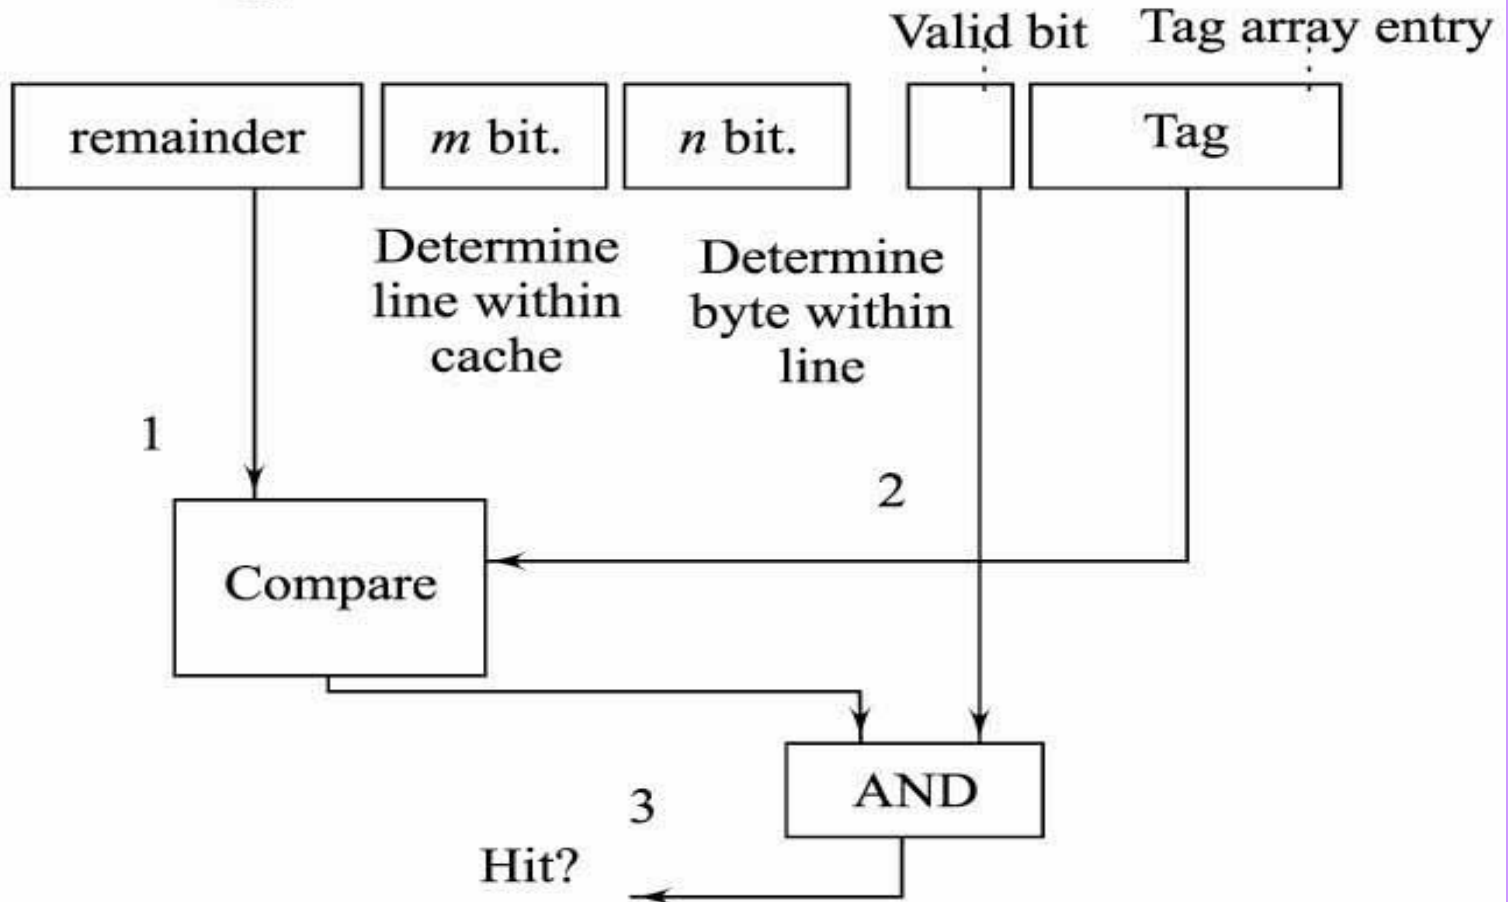 Valid bit
Tag array entry
remainder
m bit.
n bit.
Tag
Determine
line within
cache
Determine
byte within
line
1
2
Compare
AND
3
Hit?